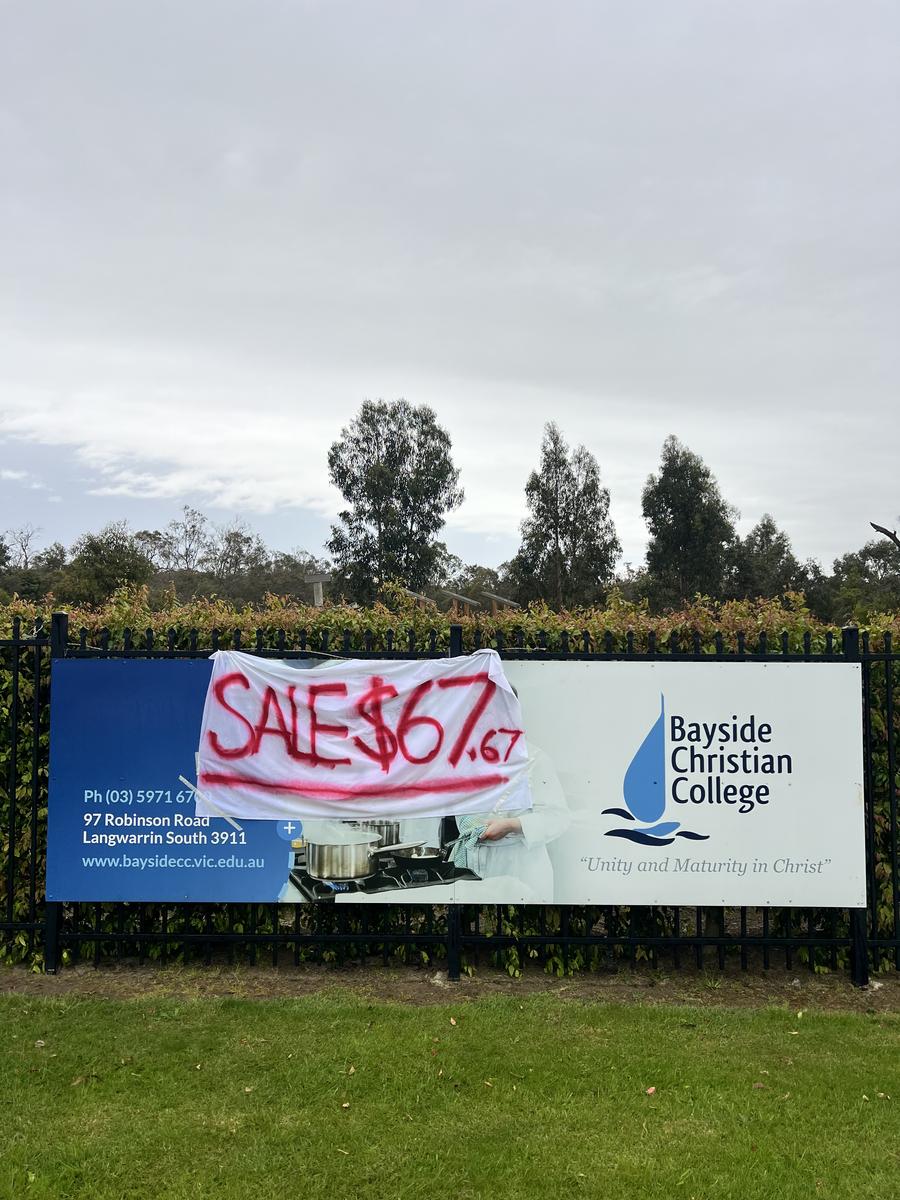 SALE $67.67
Ph (03) 5971 67
97 Robinson Road
Langwarrin South 3911
www.baysidecc.vic.edu.au
Bayside
Christian
College
“Unity and Maturity in Christ”